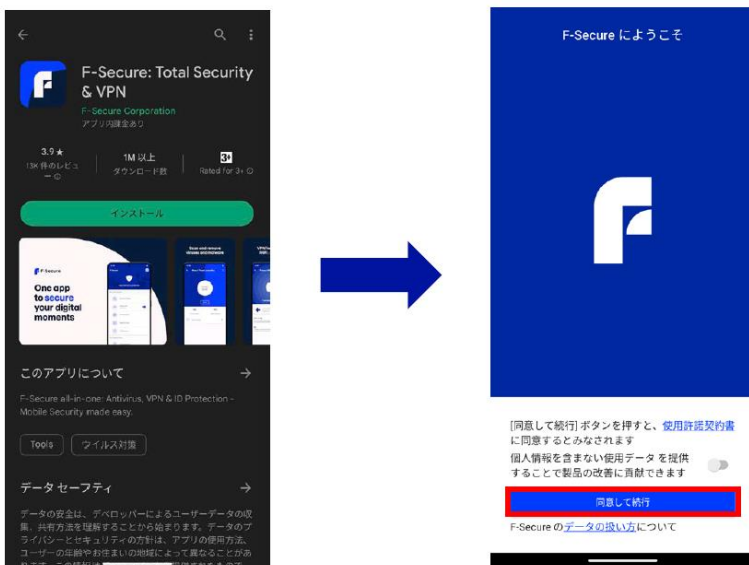 F-Secure: Total Security
& VPN
F-Secure Corporation
アプリ内課金あり
3.9★
13K 件のレビュ
ー
1M 以上
ダウンロード数
3+
Rated for 3+
インストール
F-Secure
One app
to secure
your digital
moments
このアプリについて
F-Secure all-in-one: Antivirus, VPN & ID Protection -
Mobile Security made easy.
Tools
ウイルス対策
データ セーフティ
データの安全は、デベロッパーによるユーザーデータの収
集、共有方法を理解することから始まります。データのプ
ライバシーとセキュリティの方針は、アプリの使用方法、
ユーザーの年齢やお住まいの地域によって異なることがあ
F-Secure にようこそ
[同意して続行] ボタンを押すと、使用許諾契約書
に同意するとみなされます
個人情報を含まない使用データ を提供
することで製品の改善に貢献できます
同意して続行
F-Secure のデータの扱い方について